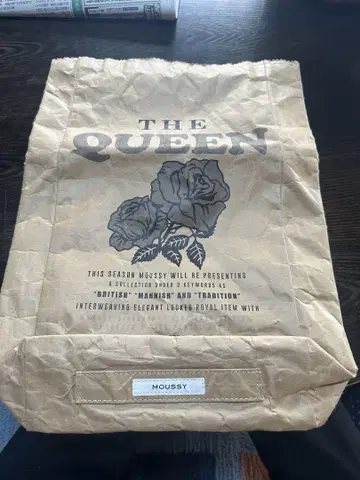 THE
QUEEN
THIS SEASON MOUSSY WILL BE PRESENTING
A COLLECTION UNDER 3 KEYWORDS AS
"BRITISH" "MANNISH" AND "TRADITION"
INTERWEAVING ELEGANT LOOKED ROYAL ITEM WITH
MOUSSY